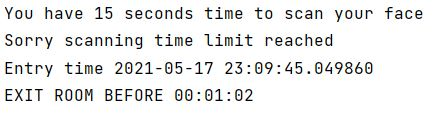 You have 15 seconds time to scan your face
Sorry scanning time limit reached
Entry time 2021-05-17 23:09:45.049860
EXIT ROOM BEFORE 00:01:02